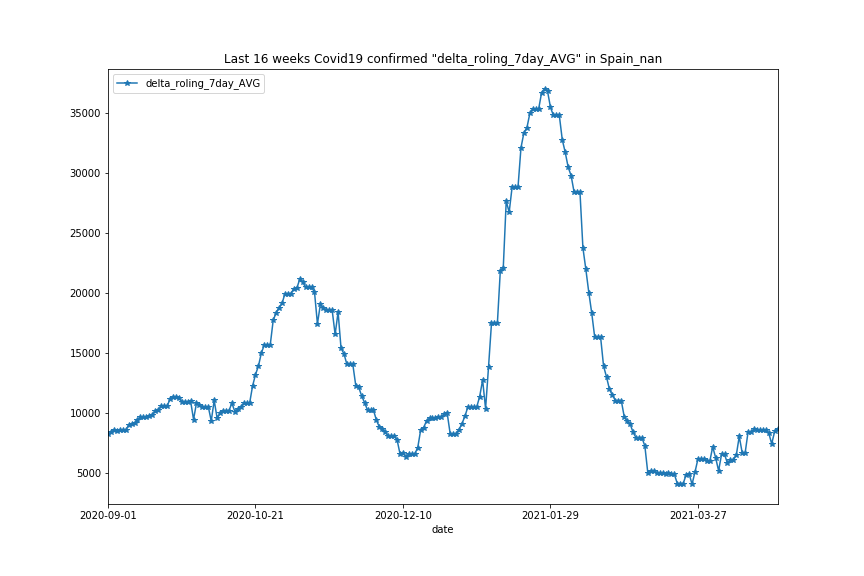 Last 16 weeks Covid19 confirmed "delta_roling_7day_AVG" in Spain_nan
delta_roling_7day_AVG
35000
30000
25000
20000
15000
10000
5000
2020-09-01 2020-10-21 2020-12-10 2021-01-29 2021-03-27
date